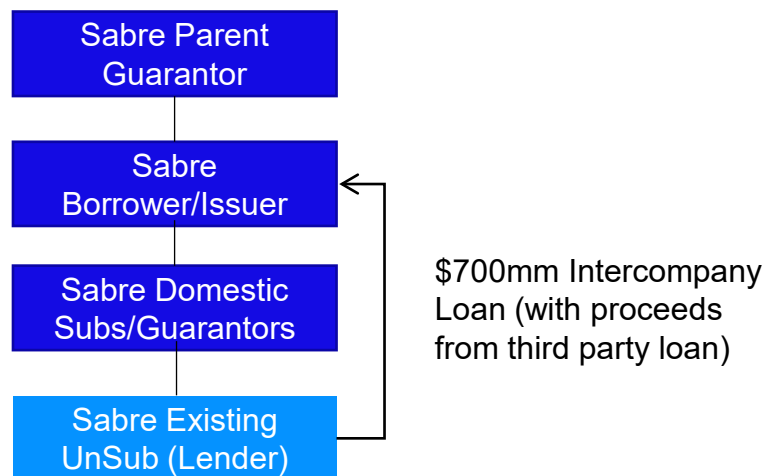 Sabre Parent
Guarantor
Sabre
Borrower/Issuer
Sabre Domestic
Subs/Guarantors
$700mm Intercompany
Loan (with proceeds
from third party loan)
Sabre Existing
UnSub (Lender)